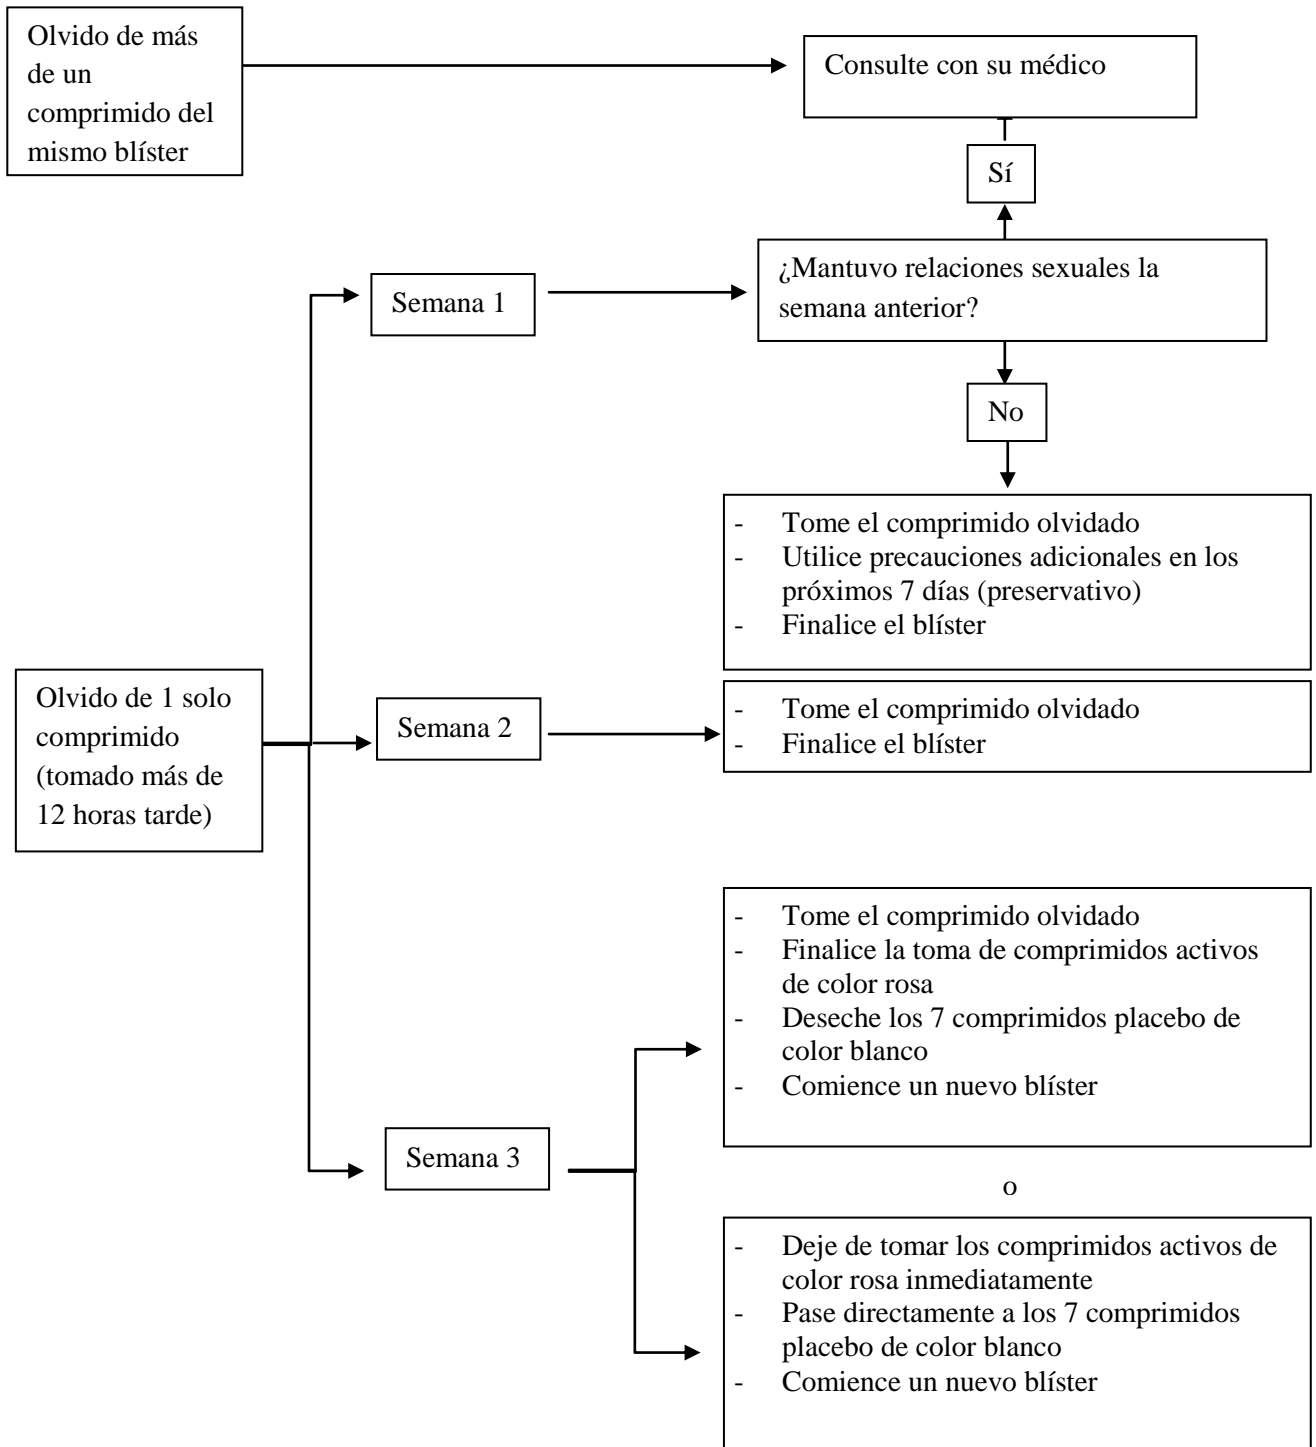 Olvido de más
de un
comprimido del
mismo blíster
Consulte con su médico
Sí
¿Mantuvo relaciones sexuales la
semana anterior?
Semana 1
No
- Tome el comprimido olvidado
- Utilice precauciones adicionales en los
próximos 7 días (preservativo)
- Finalice el blíster
Olvido de 1 solo
comprimido
(tomado más de
12 horas tarde)
Semana 2
- Tome el comprimido olvidado
- Finalice el blíster
- Tome el comprimido olvidado
- Finalice la toma de comprimidos activos
de color rosa
- Deseche los 7 comprimidos placebo de
color blanco
- Comience un nuevo blíster
Semana 3
o
- Deje de tomar los comprimidos activos de
color rosa inmediatamente
- Pase directamente a los 7 comprimidos
placebo de color blanco
- Comience un nuevo blíster